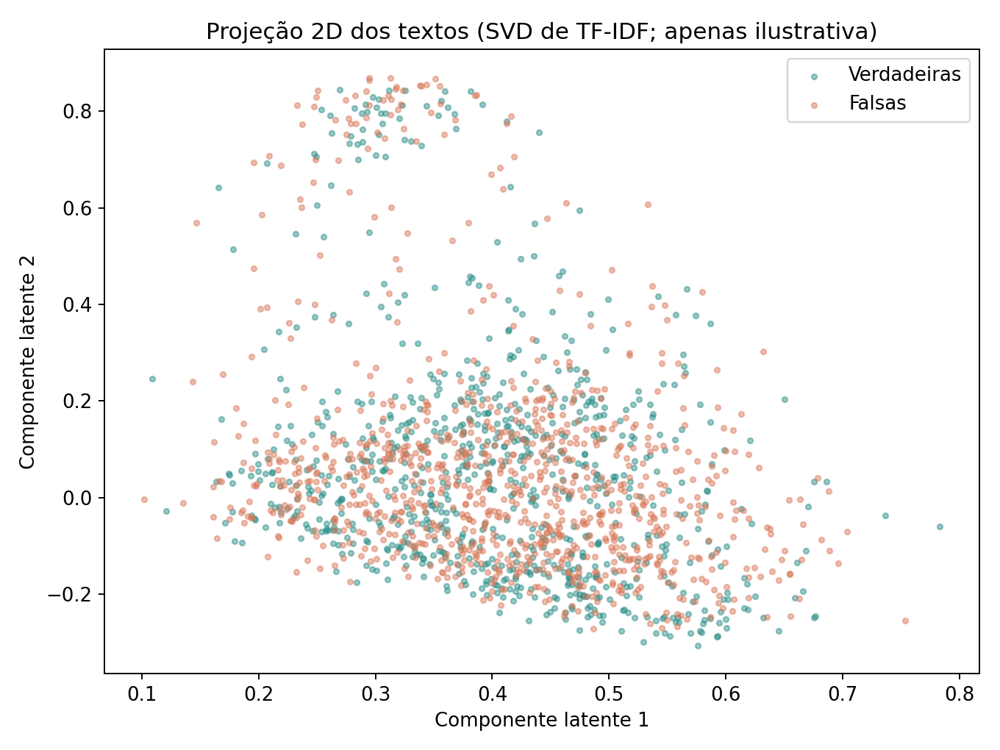 Projeção 2D dos textos (SVD de TF-IDF; apenas ilustrativa)
Verdadeiras
Falsas
Componente latente 2
0.8
0.6
0.4
0.2
0.0
−0.2
0.1 0.2 0.3 0.4 0.5 0.6 0.7 0.8
Componente latente 1